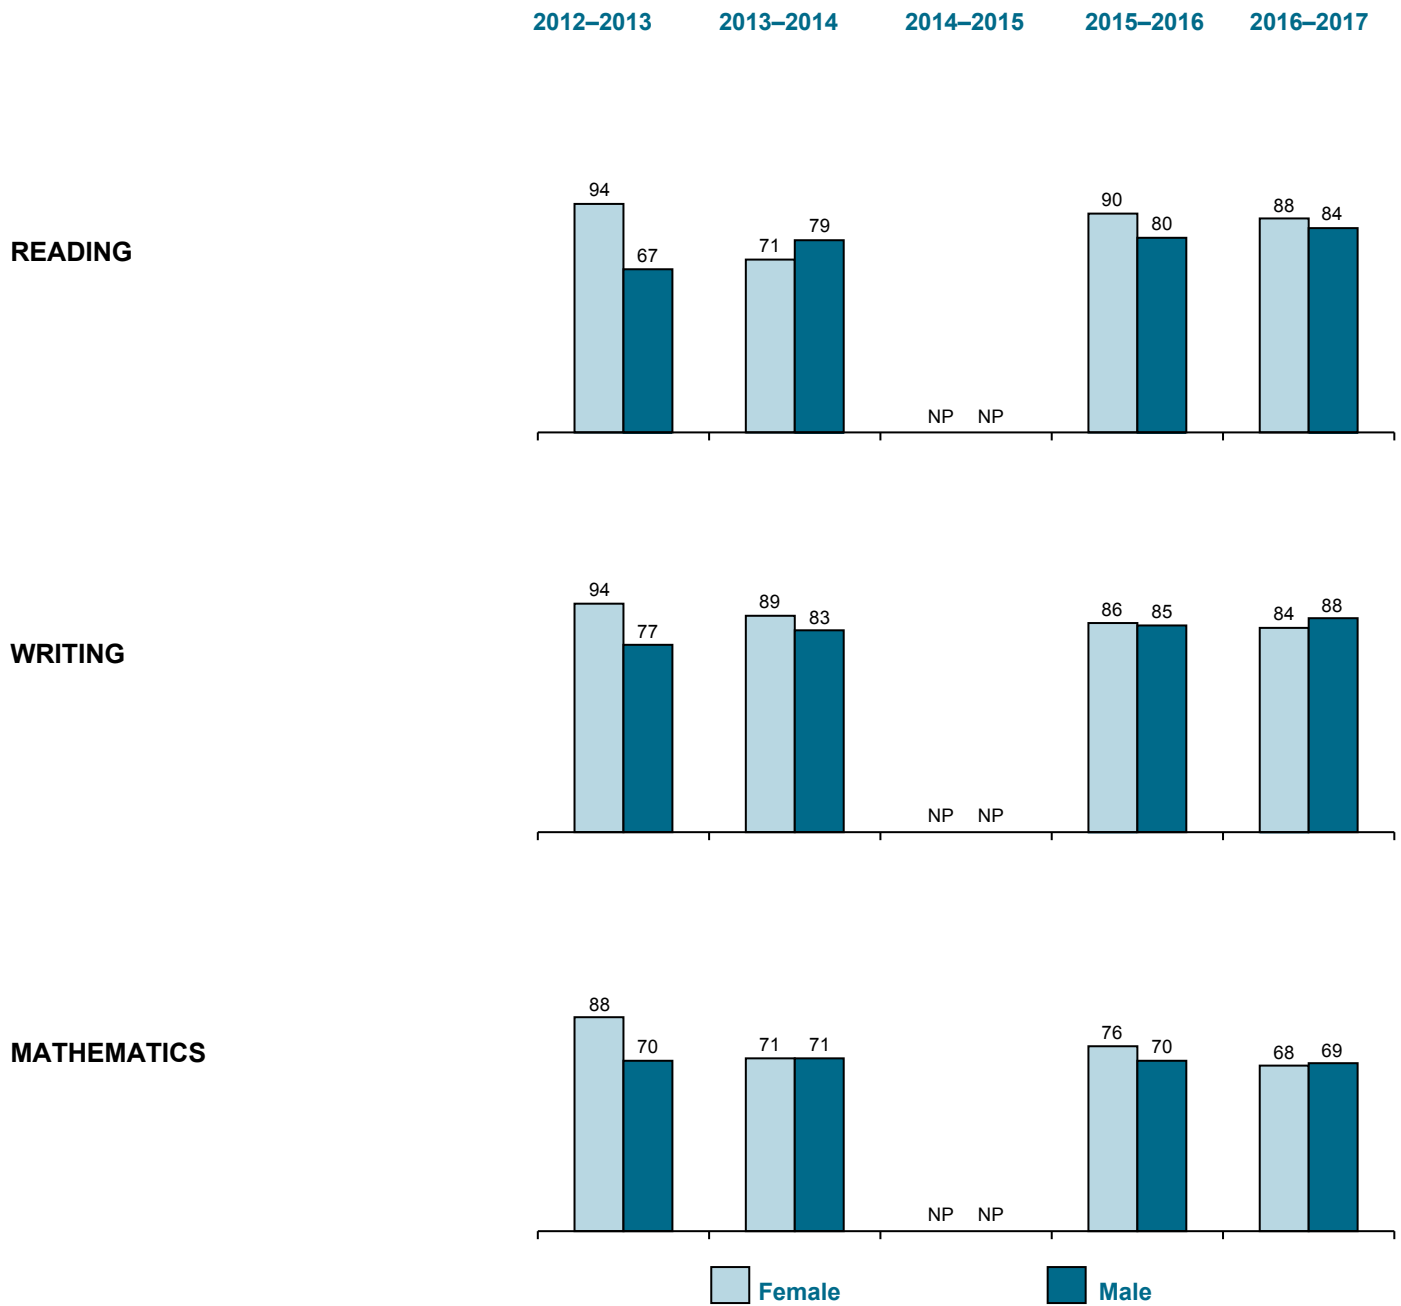 2012–2013 2013–2014 2014–2015 2015–2016 2016–2017
READING
94 67 71 79 NP NP 90 80 88 84
WRITING
94 77 89 83 NP NP 86 85 84 88
MATHEMATICS
88 70 71 71 NP NP 76 70 68 69
Female Male